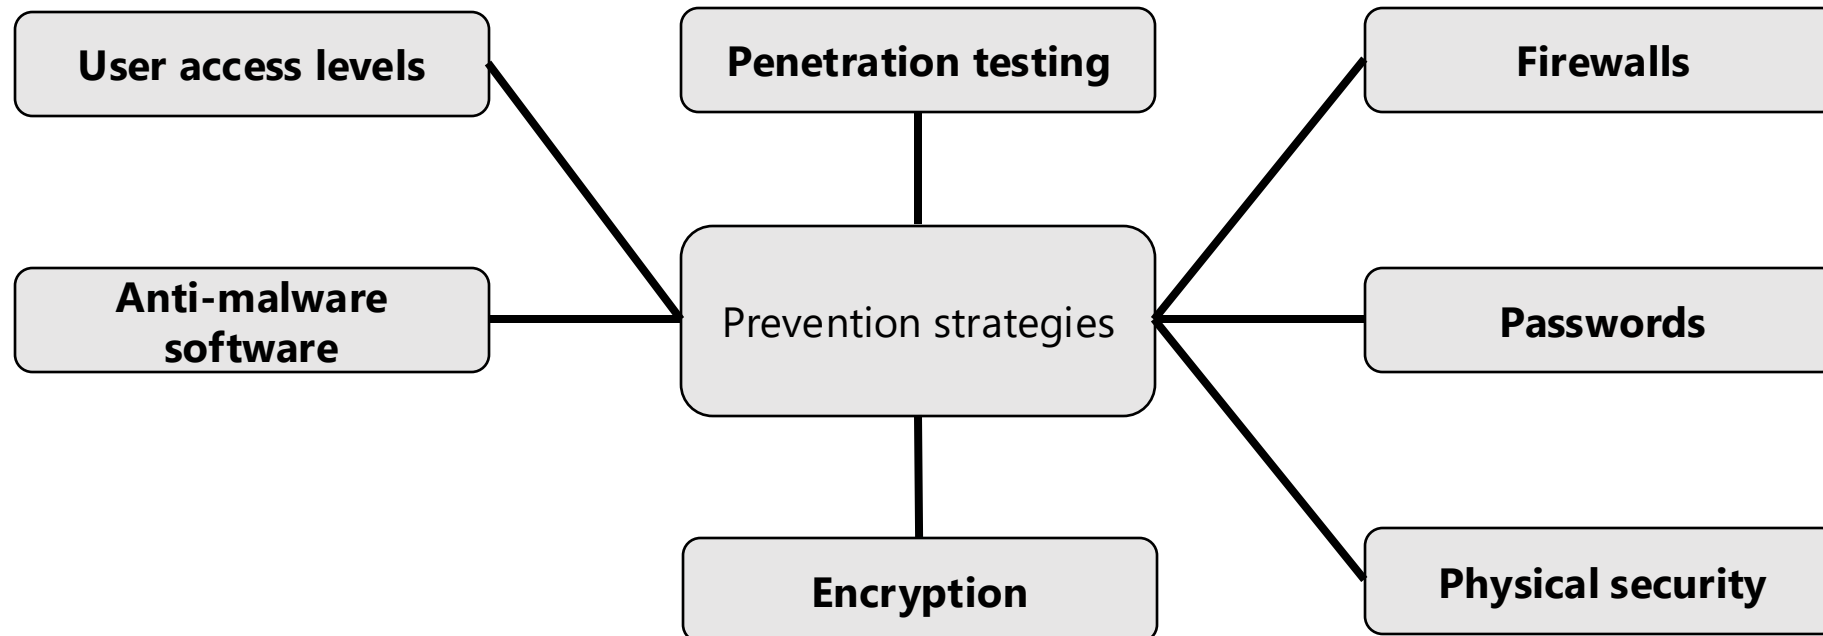 User access levels
Penetration testing
Firewalls
Anti-malware
software
Prevention strategies
Passwords
Encryption
Physical security